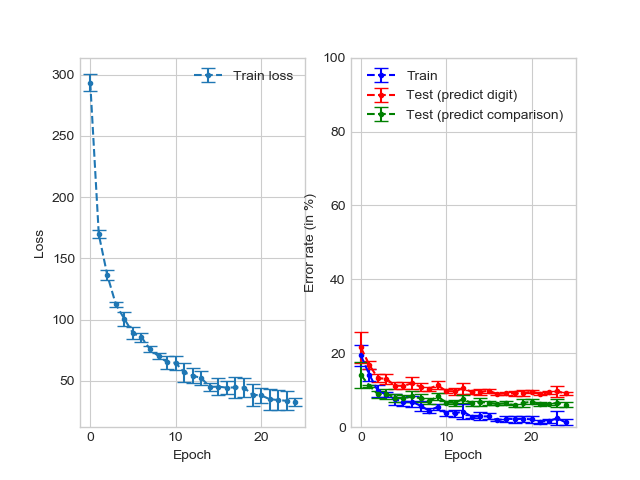 Train loss
300
250
200
150
100
50
0
10
20
Loss
Epoch
Train
Test (predict digit)
Test (predict comparison)
100
80
60
40
20
0
0
10
20
Error rate (in %)
Epoch